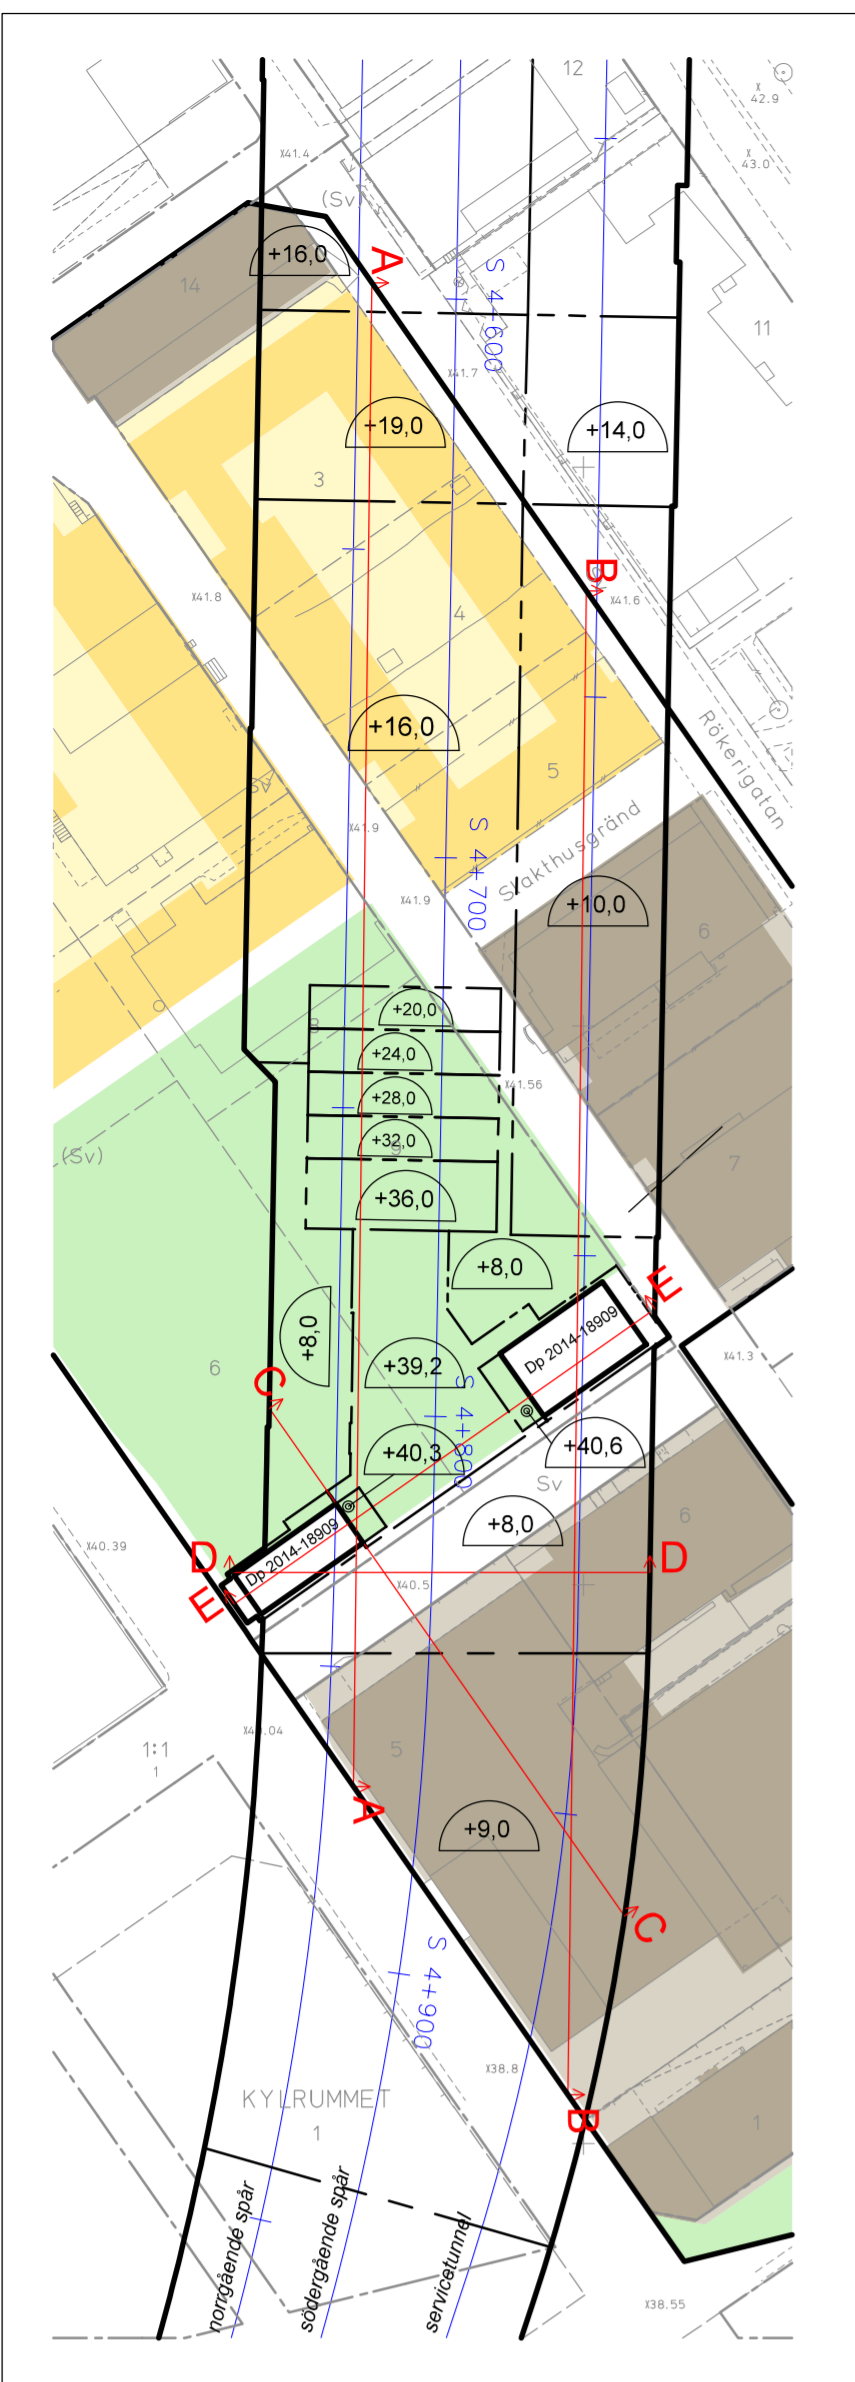 12
X
42.9
X41.4
X
43.0
(Sv)
+16,0
A
14
S 4+600
11
X41.7
+19,0
+14,0
3
B
X41.8
X41.6
4
+16,0
Rökerigatan
5
X41.9
S 4+700
Slakthusgränd
X41.9
+10,0
6
+20,0
8
+24,0
X41.56
+28,0
+32,0
9
(Sv)
7
+36,0
+8,0
E
+8,0
Dp 2014-18909
X41.3
6
+39,2
C
S 4+800
+40,3
+40,6
Sv
6
+8,0
X40.39
D
D
Dp 2014-18909
E
X40.5
X40.04
1:1
1
5
A
+9,0
C
S 4+900
X38.8
KYLRUMMET
1
B
1
norrgående spår
södergående spår
servicetunnel
X38.55